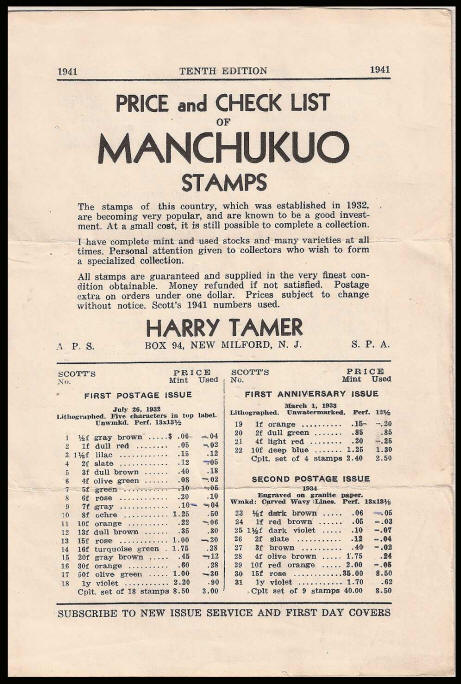 1941 TENTH EDITION 1941
PRICE and CHECK LIST
OF
MANCHUKUO
STAMPS
The stamps of this country, which was established in 1932,
are becoming very popular, and are known to be a good invest-
ment. At a small cost, it is still possible to complete a collection.
I have complete mint and used stocks and many varieties at all
times. Personal attention given to collectors who wish to form
a specialized collection.
All stamps are guaranteed and supplied in the very finest con-
dition obtainable. Money refunded if not satisfied. Postage
extra on orders under one dollar. Prices subject to change
without notice. Scott's 1941 numbers used.
HARRY TAMER
A. P. S. BOX 94, NEW MILFORD, N. J. S. P. A.
SCOTT'S PRICE
No. Mint Used
FIRST POSTAGE ISSUE
July 26, 1932
Lithographed. Five characters in top label.
Unwmkd. Perf. 13x13½
1 ½f gray brown ..... $ .06 .04
2 1f dull red ........ .05 .02
3 1½f lilac .......... .15 .12
4 2f slate ........... .12 .05
5 3f dull brown ...... .40 .18
6 4f olive green ..... .08 .02
7 5f green ........... .10 .05
8 6f rose ............ .20 .10
9 7f gray ............ .10 .04
10 8f ochre .......... 1.25 .50
11 10f orange ........ .22 .06
12 13f dull brown .... .35 .20
13 15f rose .......... 1.00 .20
14 16f turquoise green . 1.75 .28
15 20f gray brown .... .45 .12
16 30f orange ........ .60 .28
17 50f olive green ... 1.00 .20
18 1y violet ......... 2.20 .90
Cplt. set of 18 stamps 8.50 3.00
SCOTT'S PRICE
No. Mint Used
FIRST ANNIVERSARY ISSUE
March 1, 1933
Lithographed. Unwatermarked. Perf. 12½
19 1f orange ......... .15 .20
20 2f dull green ..... .85 .85
21 4f light red ...... .20 .25
22 10f deep blue ..... 1.25 1.30
Cplt. set of 4 stamps 2.40 2.50
SECOND POSTAGE ISSUE
1934
Engraved on granite paper.
Wmkd: Carved Wavy Lines. Perf. 13x13½
23 ½f dark brown ..... .06 .05
24 1f red brown ...... .05 .03
25 1½f dark violet ... .10 .07
26 2f slate .......... .12 .04
27 3f brown .......... .40 .02
28 4f olive brown .... 1.75 .24
29 10f red orange .... 2.00 .05
30 15f rose .......... 35.00 8.50
31 1y violet ......... 1.70 .62
Cplt set of 9 stamps 40.00 8.50
SUBSCRIBE TO NEW ISSUE SERVICE AND FIRST DAY COVERS